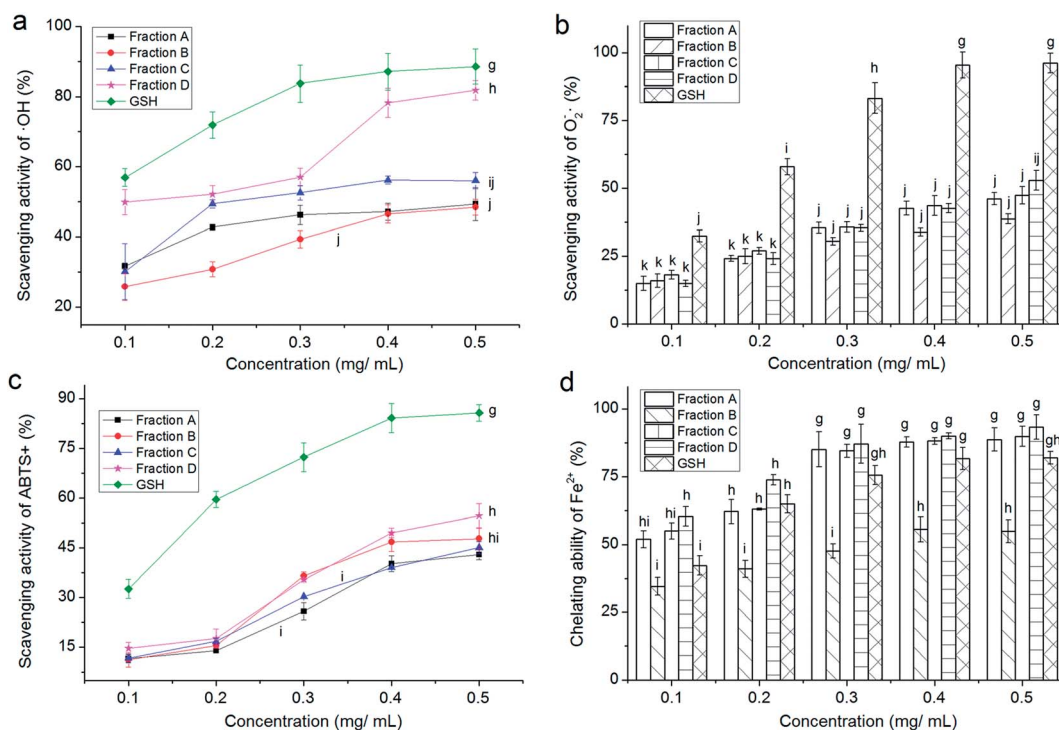 a
Scavenging activity of ·OH (%)
100
80
60
40
20
Fraction A
Fraction B
Fraction C
Fraction D
GSH
g
h
ij
j
j
0.1 0.2 0.3 0.4 0.5
Concentration (mg/ mL)
b
Scavenging activity of O₂⁻· (%)
100
75
50
25
0
Fraction A
Fraction B
Fraction C
Fraction D
GSH
k k k k j
k k k k i
j j j j h
j j j j g
j j j ij g
0.1 0.2 0.3 0.4 0.5
Concentration (mg/ mL)
c
Scavenging activity of ABTS+ (%)
90
75
60
45
30
15
Fraction A
Fraction B
Fraction C
Fraction D
GSH
g
h
hi
i
i
0.1 0.2 0.3 0.4 0.5
Concentration (mg/ mL)
d
Chelating ability of Fe²⁺ (%)
100
75
50
25
0
Fraction A
Fraction B
Fraction C
Fraction D
GSH
hi i hi h i
h i h h h
g i g g gh
g h g g g
g h g g gh
0.1 0.2 0.3 0.4 0.5
Concentration (mg/ mL)